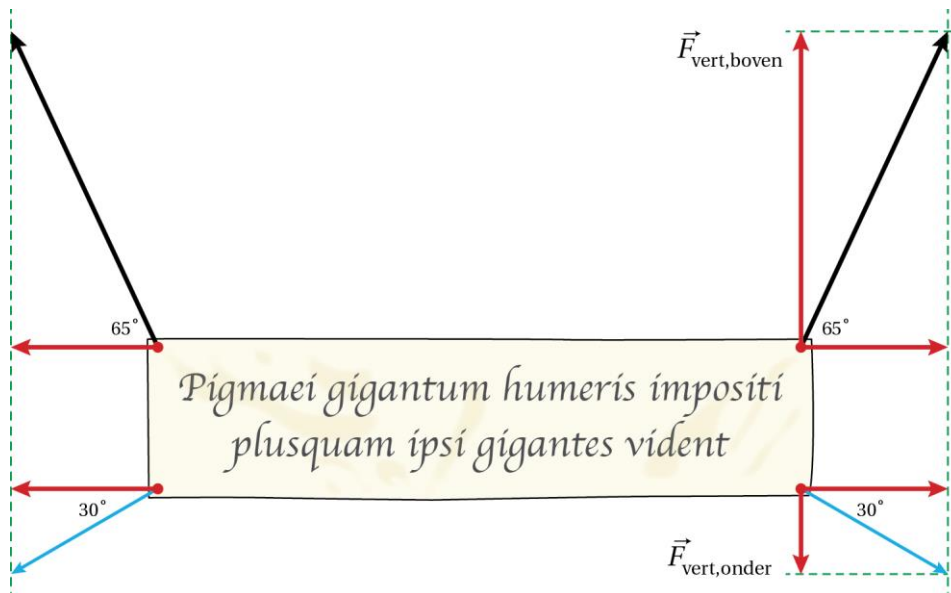 F⃗vert,boven
65°
65°
Pigmaei gigantum humeris impositi
plusquam ipsi gigantes vident
30°
30°
F⃗vert,onder